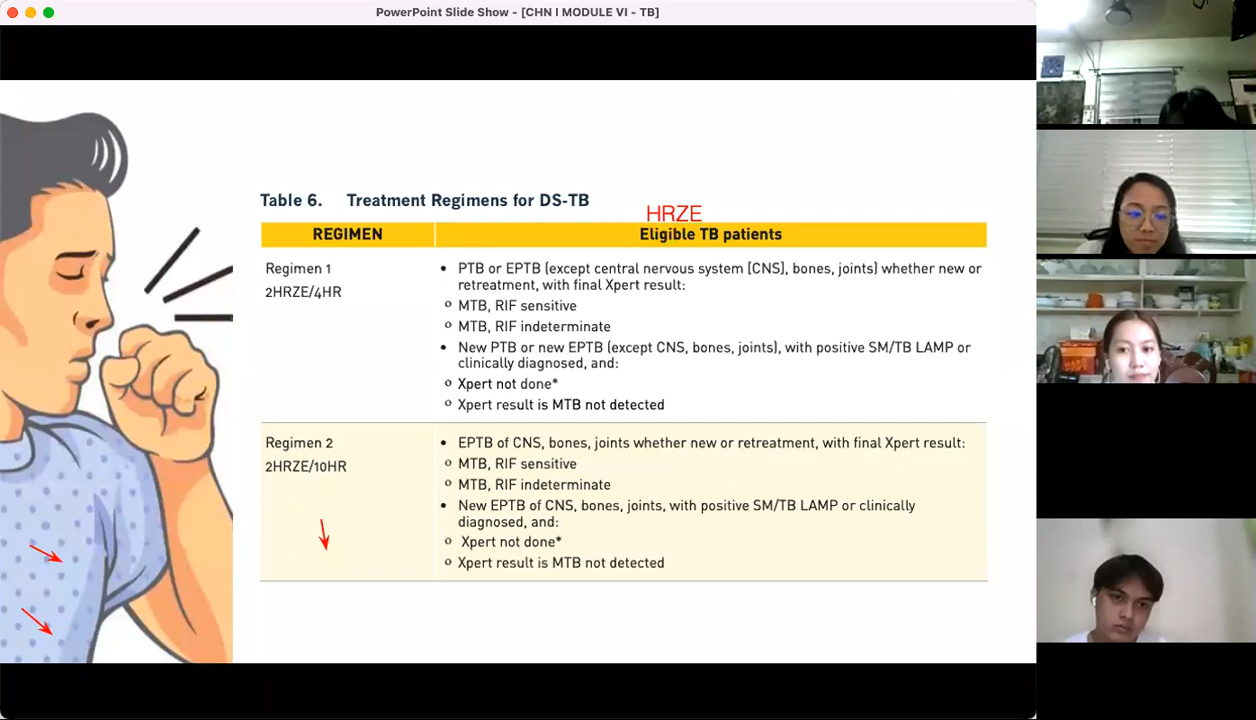 PowerPoint Slide Show - [CHN I MODULE VI - TB]
Table 6. Treatment Regimens for DS-TB
HRZE
REGIMEN
Eligible TB patients
Regimen 1
2HRZE/4HR
• PTB or EPTB (except central nervous system [CNS], bones, joints) whether new or
retreatment, with final Xpert result:
o MTB, RIF sensitive
o MTB, RIF indeterminate
• New PTB or new EPTB (except CNS, bones, joints), with positive SM/TB LAMP or
clinically diagnosed, and:
o Xpert not done*
o Xpert result is MTB not detected
Regimen 2
2HRZE/10HR
• EPTB of CNS, bones, joints whether new or retreatment, with final Xpert result:
o MTB, RIF sensitive
o MTB, RIF indeterminate
• New EPTB of CNS, bones, joints, with positive SM/TB LAMP or clinically
diagnosed, and:
o Xpert not done*
o Xpert result is MTB not detected